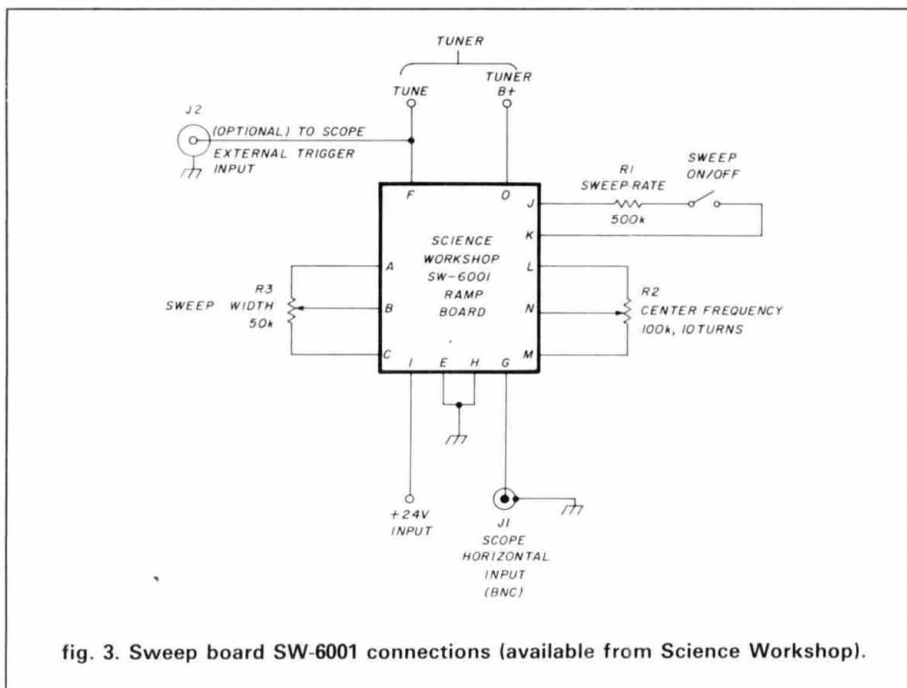 TUNER
TUNE
TUNER
B+
J2
(OPTIONAL) TO SCOPE
EXTERNAL TRIGGER
INPUT
F
O
J
R1
SWEEP RATE
500k
SWEEP
ON/OFF
K
SCIENCE
WORKSHOP
SW-6001
RAMP
BOARD
A
B
C
L
N
M
R3
SWEEP WIDTH
50k
R2
CENTER FREQUENCY
100k, 10 TURNS
I
E
H
G
+24V
INPUT
J1
SCOPE
HORIZONTAL
INPUT
(BNC)
fig. 3. Sweep board SW-6001 connections (available from Science Workshop).